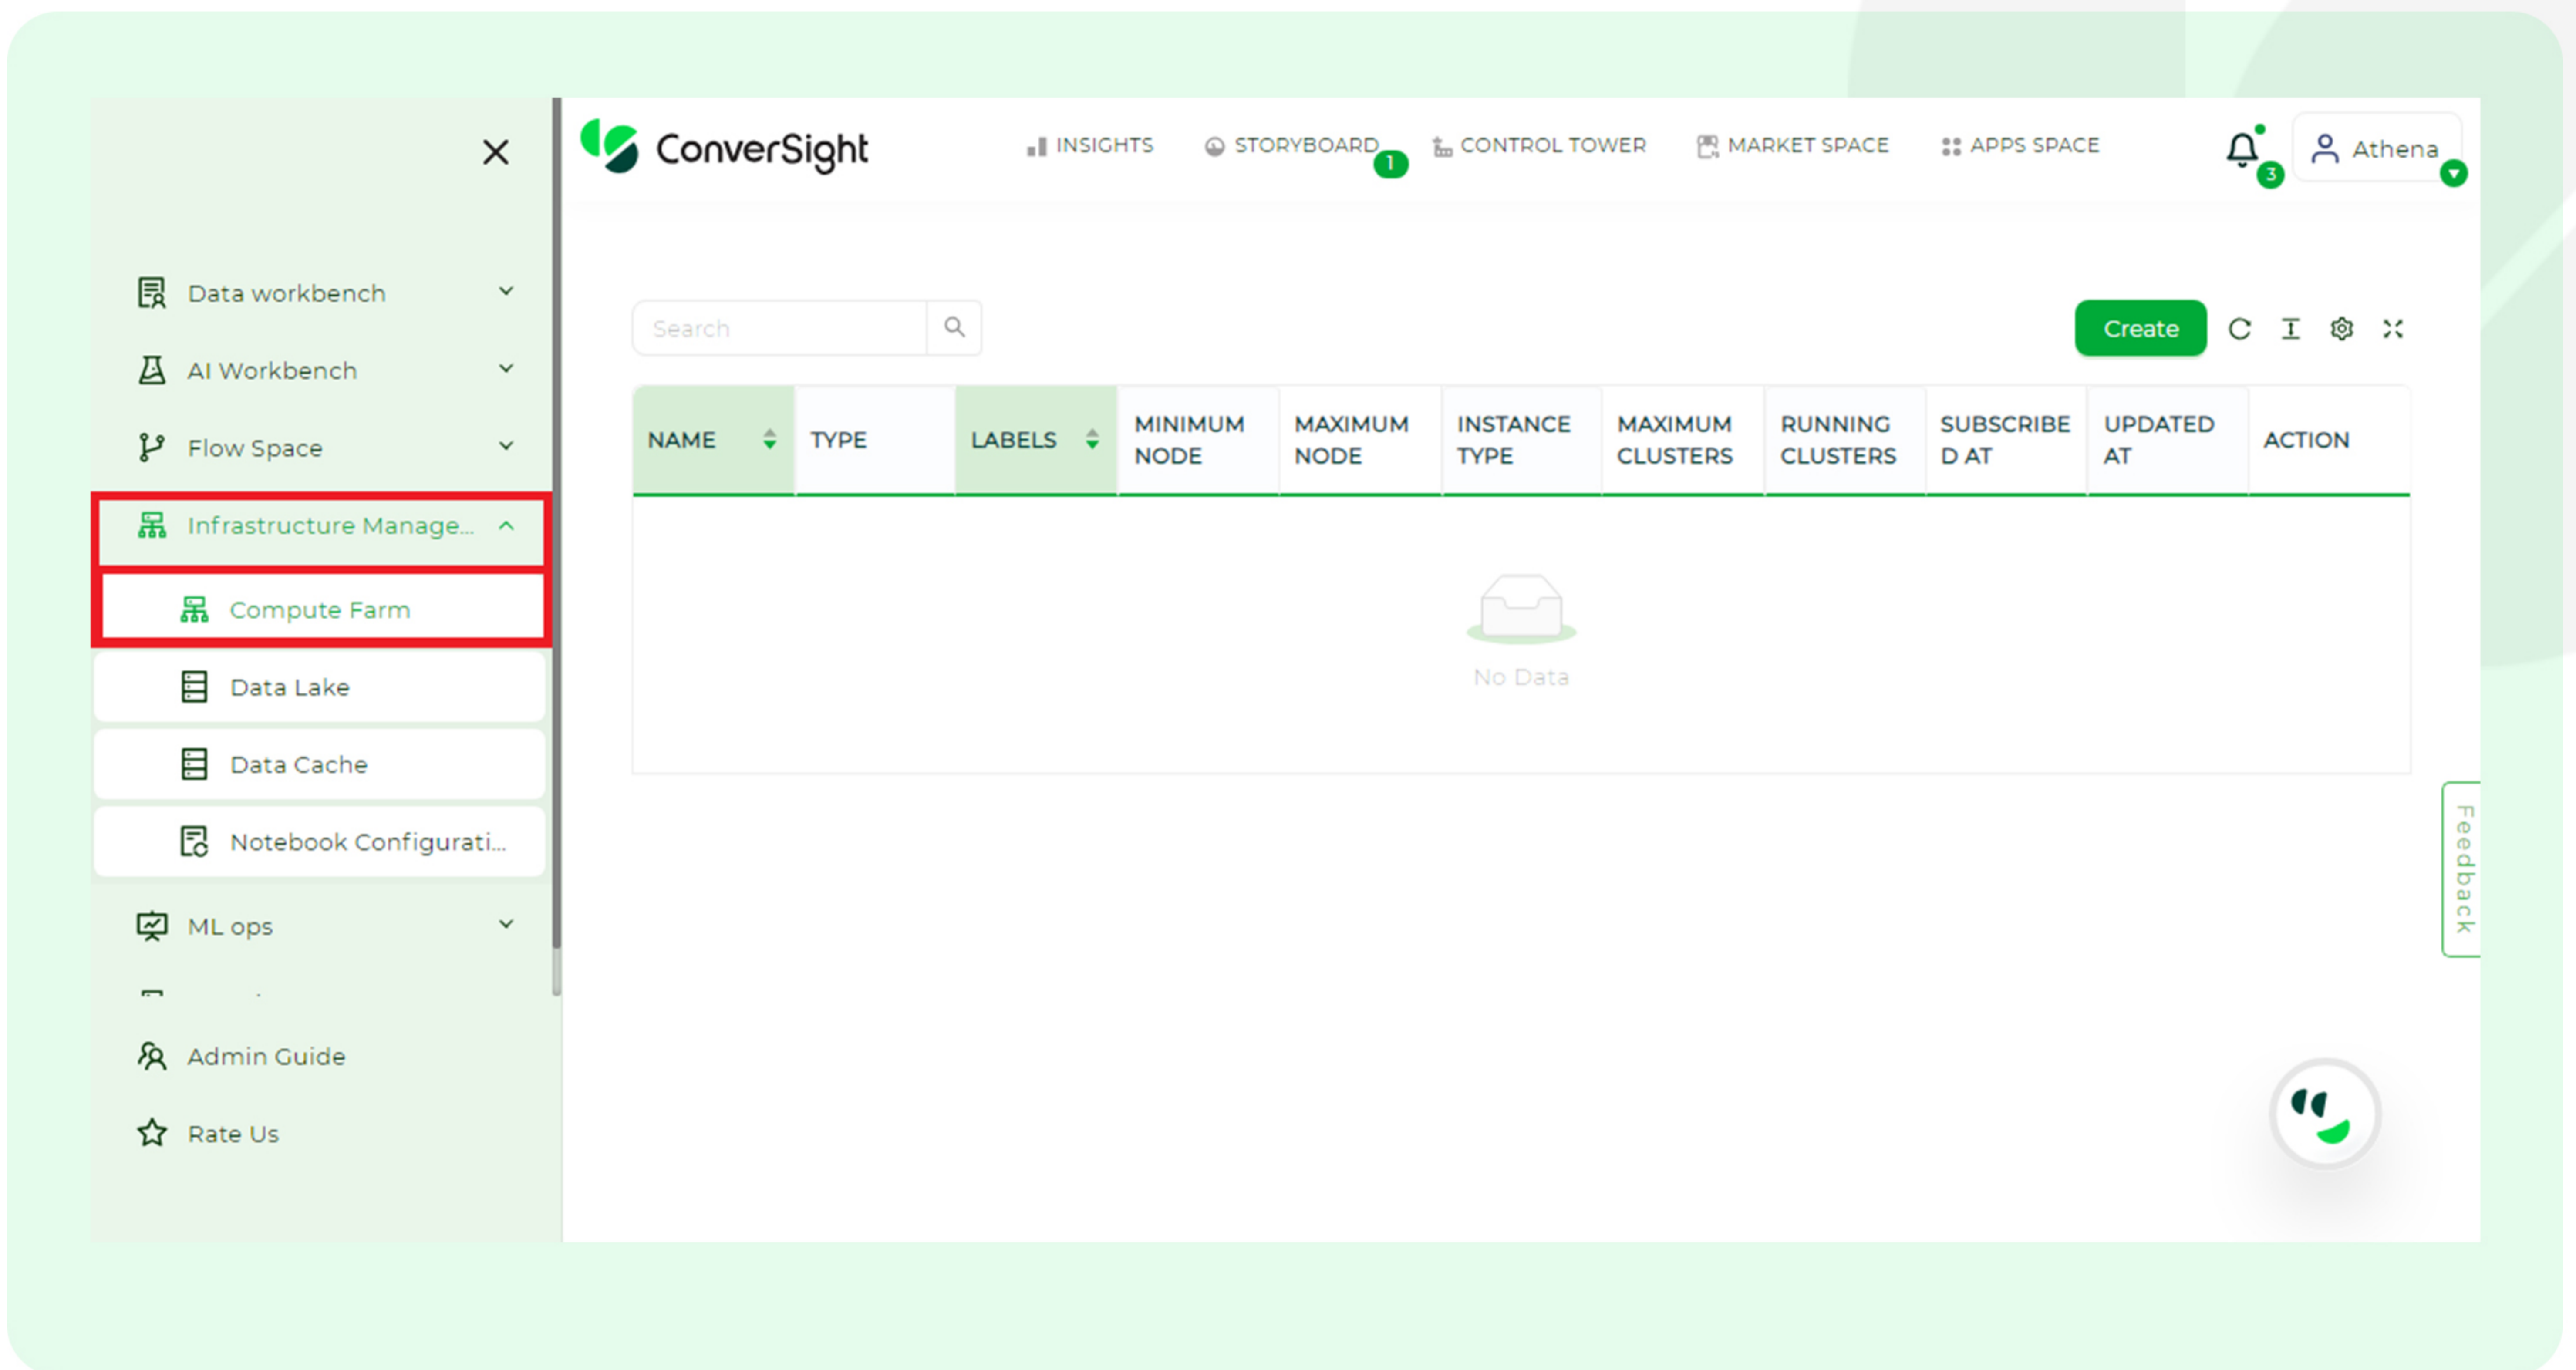 ConverSight
INSIGHTS
STORYBOARD
1
CONTROL TOWER
MARKET SPACE
APPS SPACE
3
Athena
Data workbench
AI Workbench
Flow Space
Infrastructure Manage...
Compute Farm
Data Lake
Data Cache
Notebook Configurati...
ML ops
Admin Guide
Rate Us
Search
Create
NAME
TYPE
LABELS
MINIMUM
NODE
MAXIMUM
NODE
INSTANCE
TYPE
MAXIMUM
CLUSTERS
RUNNING
CLUSTERS
SUBSCRIBE
D AT
UPDATED
AT
ACTION
No Data
Feedback